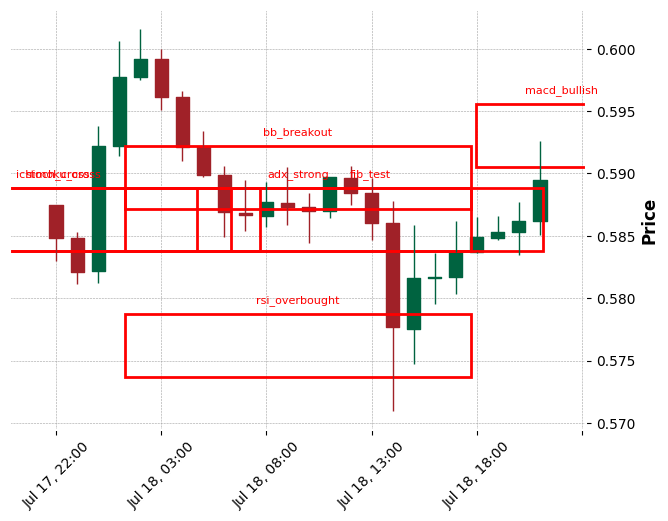 macd_bullish
bb_breakout
adx_strong
fib_test
rsi_overbought
0.600
0.595
0.590
0.585
0.580
0.575
0.570
Price
Jul 17, 22:00
Jul 18, 03:00
Jul 18, 08:00
Jul 18, 13:00
Jul 18, 18:00